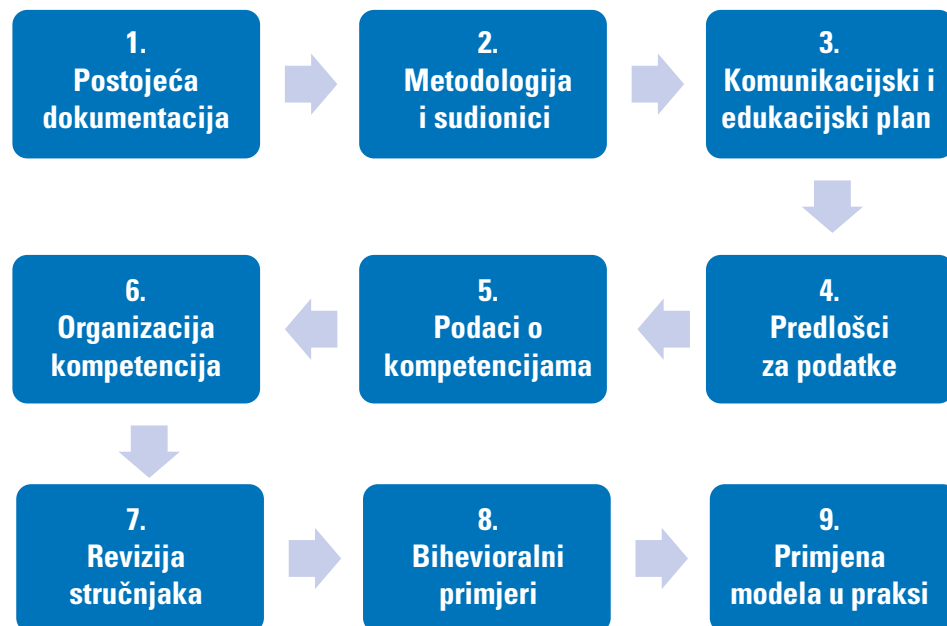 1.
Postojeća
dokumentacija
2.
Metodologija
i sudionici
3.
Komunikacijski i
edukacijski plan
4.
Predlošci
za podatke
5.
Podaci o
kompetencijama
6.
Organizacija
kompetencija
7.
Revizija
stručnjaka
8.
Bihevioralni
primjeri
9.
Primjena
modela u praksi